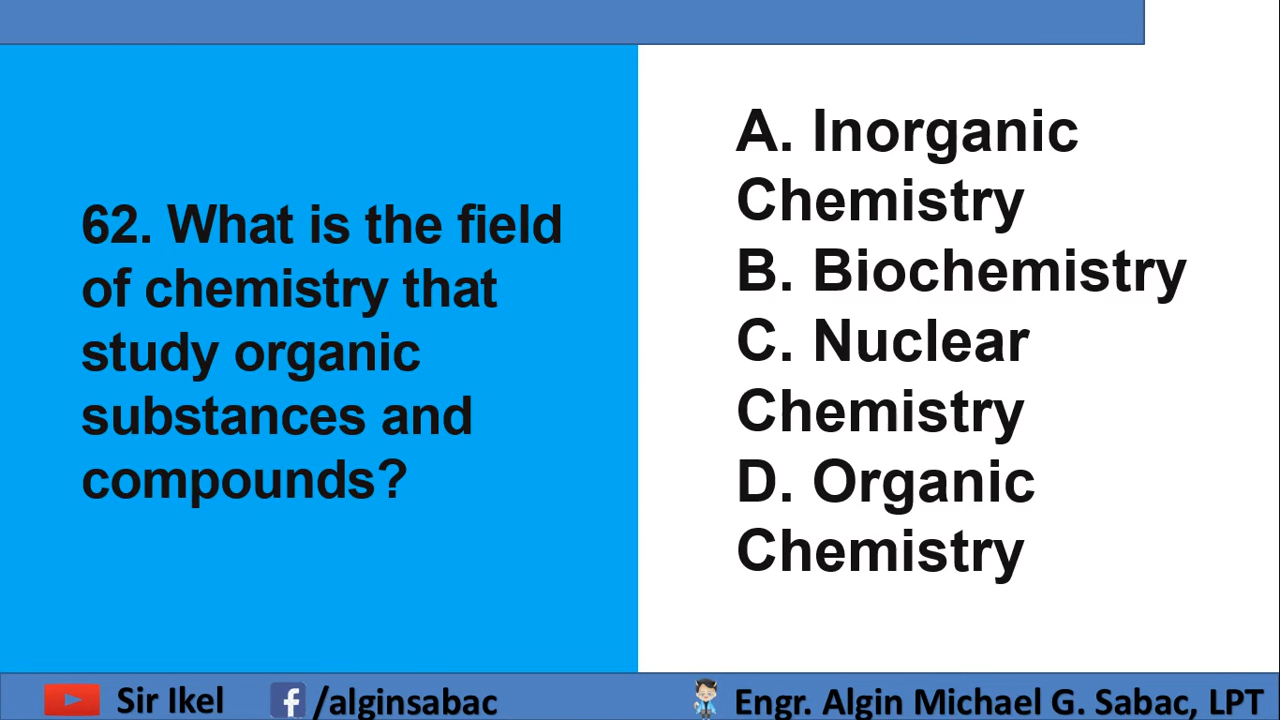 62. What is the field
of chemistry that
study organic
substances and
compounds?
A. Inorganic
Chemistry
B. Biochemistry
C. Nuclear
Chemistry
D. Organic
Chemistry
Sir Ikel
f/alginsabac
Engr. Algin Michael G. Sabac, LPT